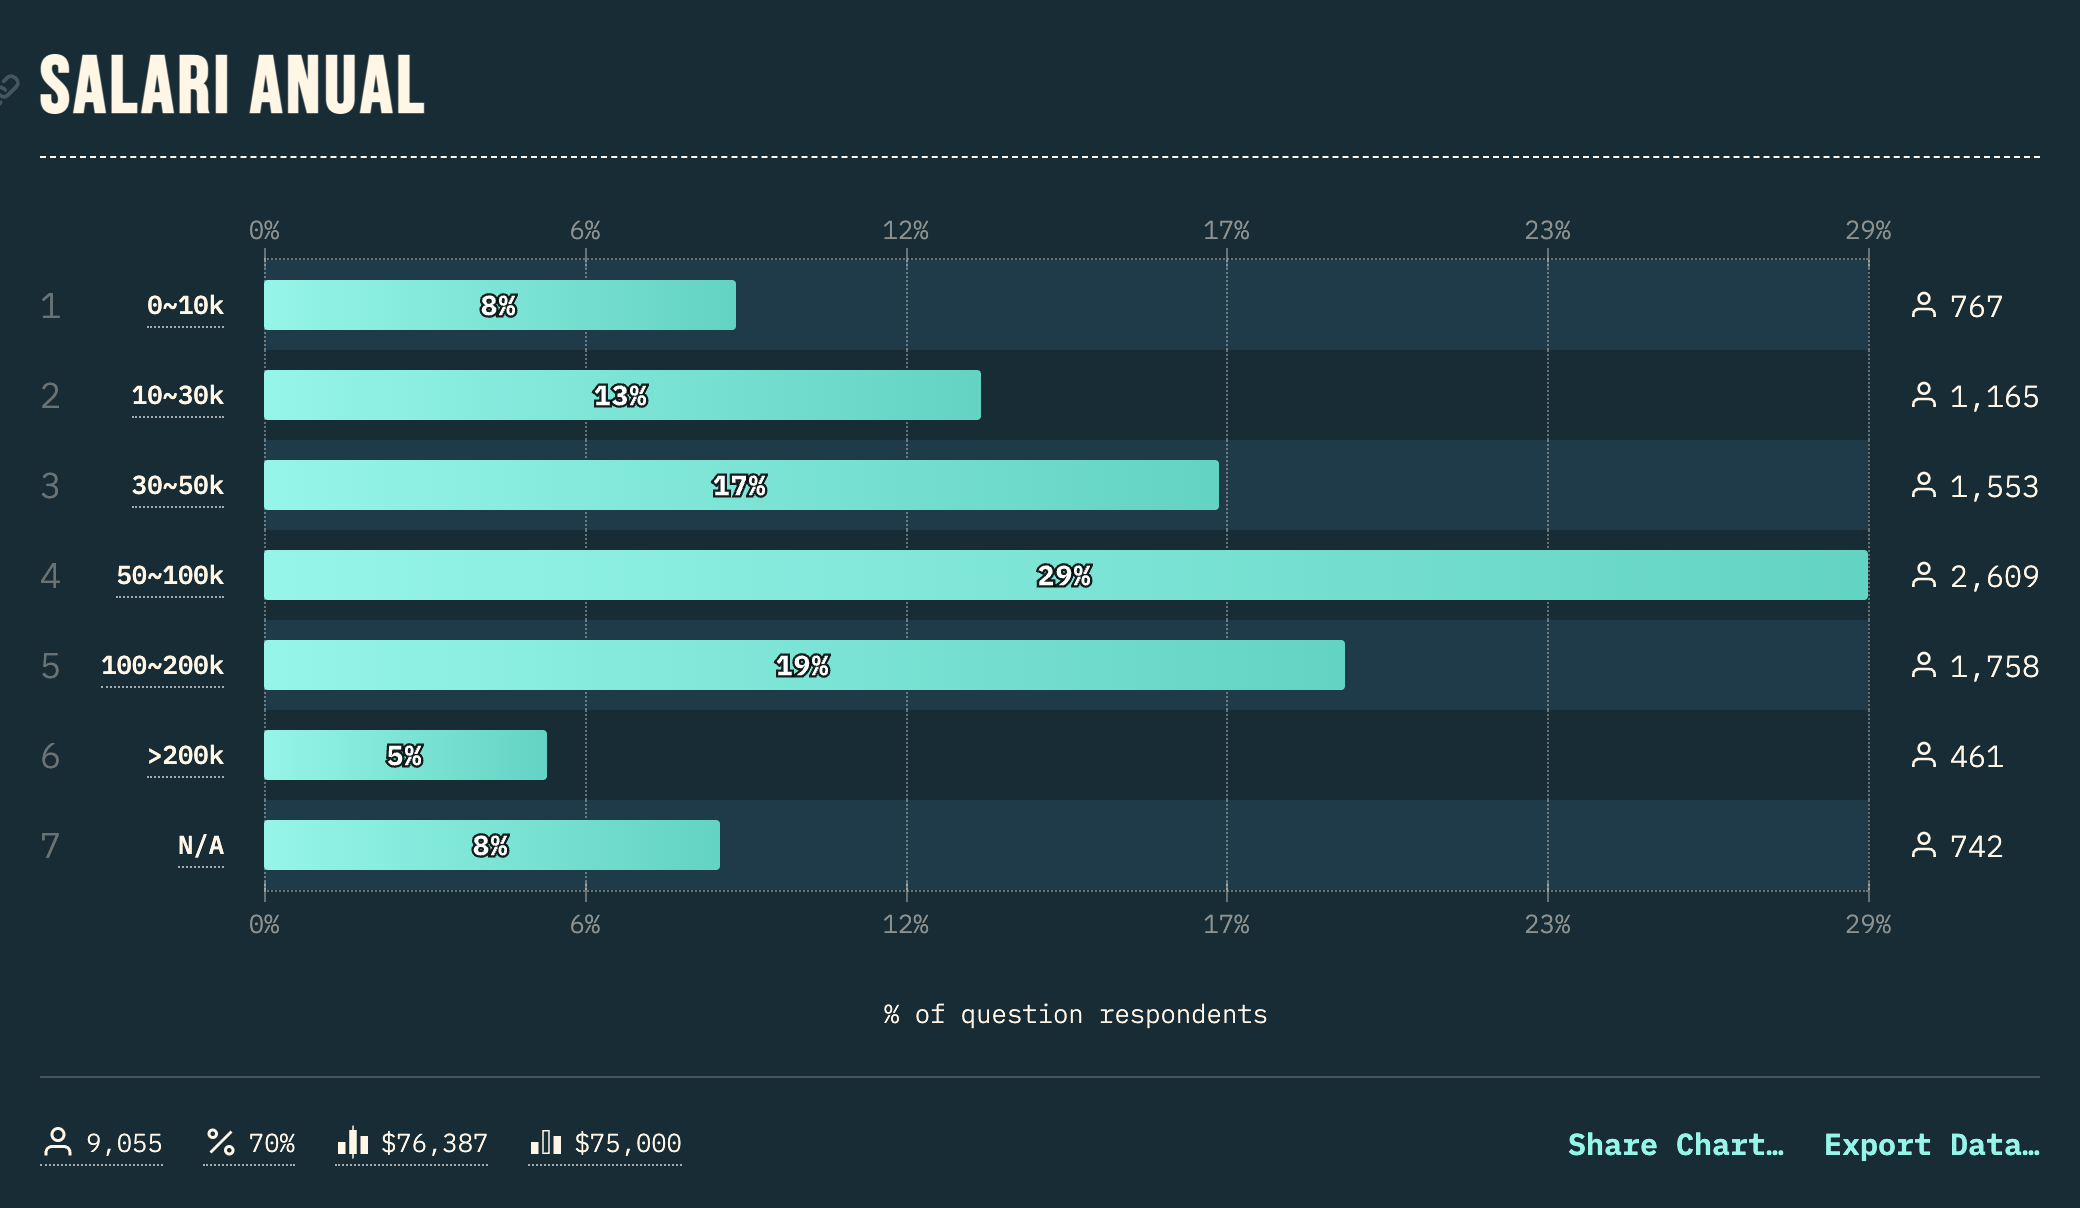 SALARI ANUAL
0% 6% 12% 17% 23% 29%
1 0~10k 8% 767
2 10~30k 13% 1,165
3 30~50k 17% 1,553
4 50~100k 29% 2,609
5 100~200k 19% 1,758
6 >200k 5% 461
7 N/A 8% 742
0% 6% 12% 17% 23% 29%
% of question respondents
9,055 70% $76,387 $75,000 Share Chart… Export Data…